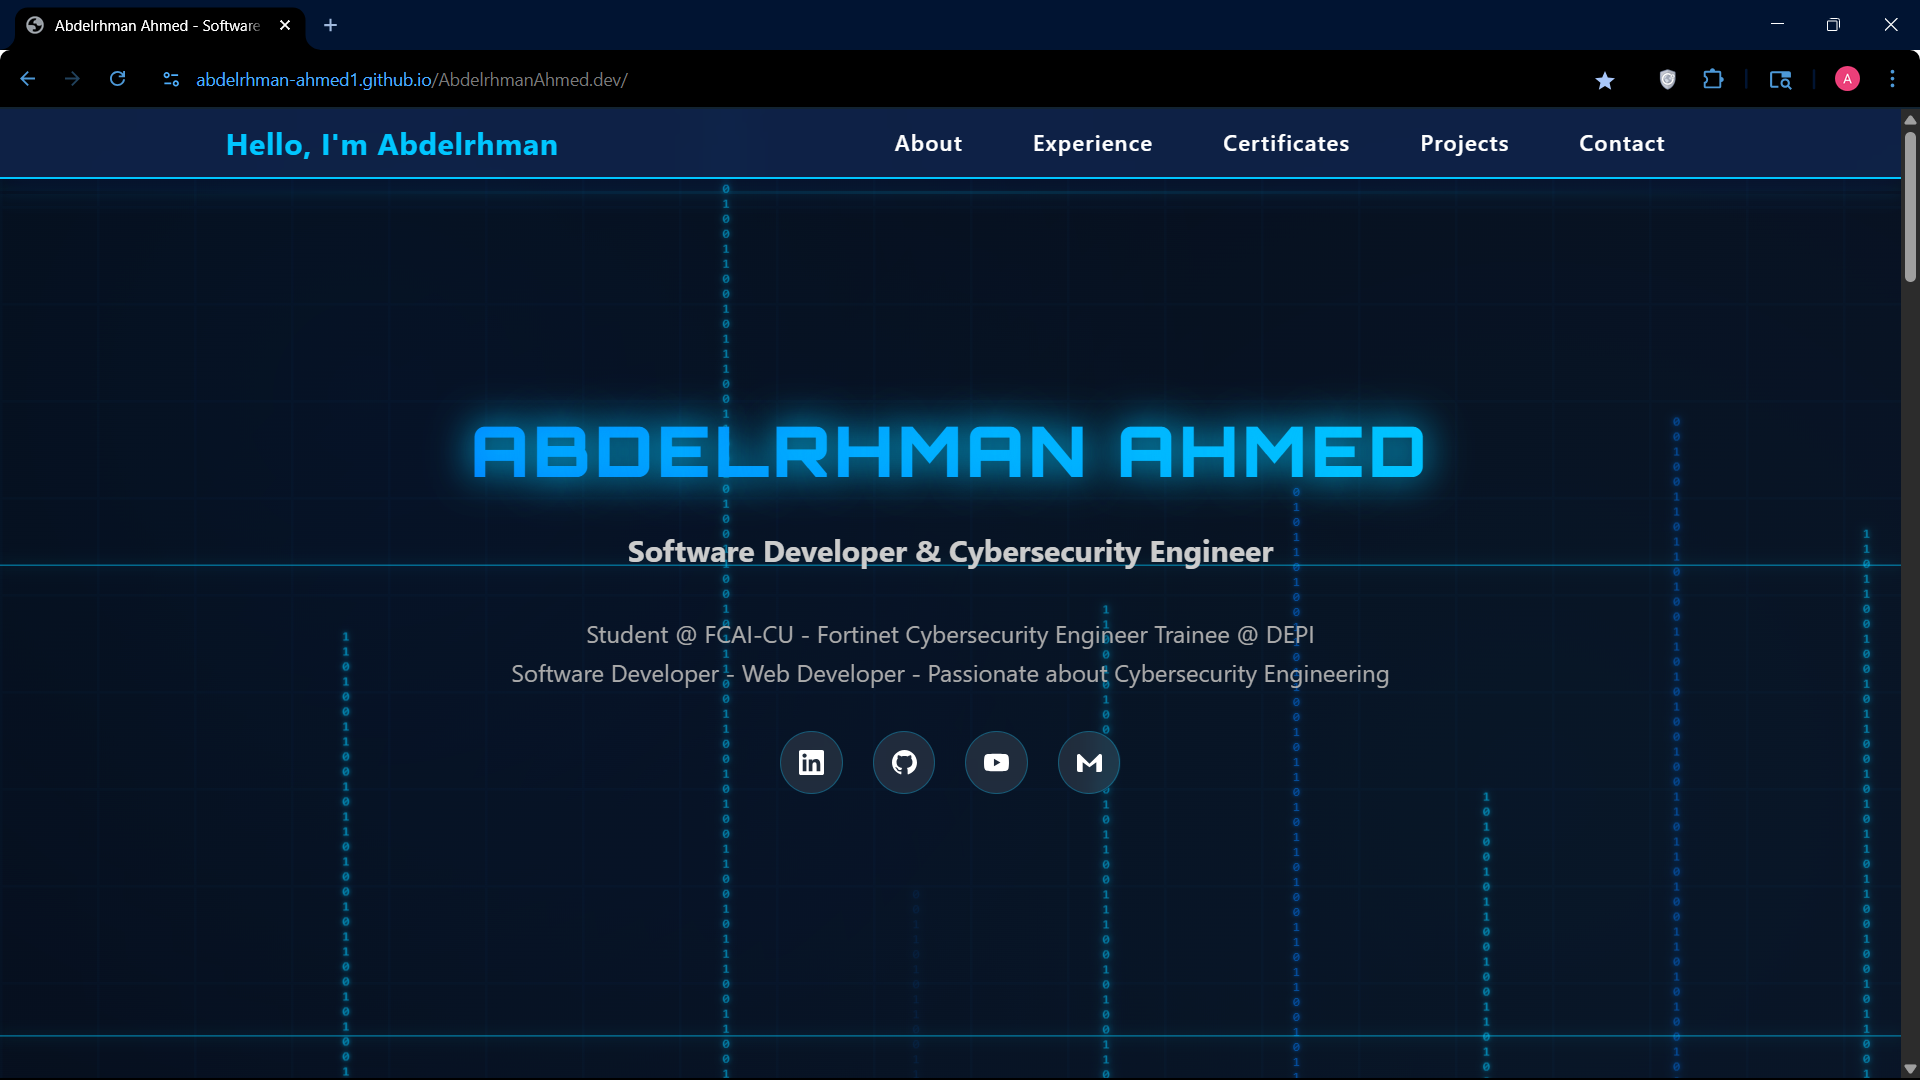 Abdelrhman Ahmed - Software
abdelrhman-ahmed1.github.io/AbdelrhmanAhmed.dev/
A
Hello, I'm Abdelrhman
About
Experience
Certificates
Projects
Contact
ABDELRHMAN AHMED
Software Developer & Cybersecurity Engineer
Student @ FCAI-CU - Fortinet Cybersecurity Engineer Trainee @ DEPI
Software Developer - Web Developer - Passionate about Cybersecurity Engineering